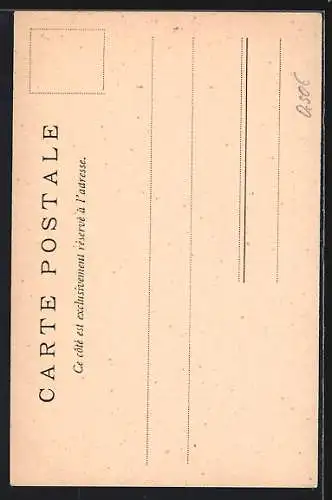 CARTE POSTALE
Ce côté est exclusivement réservé à l'adresse.